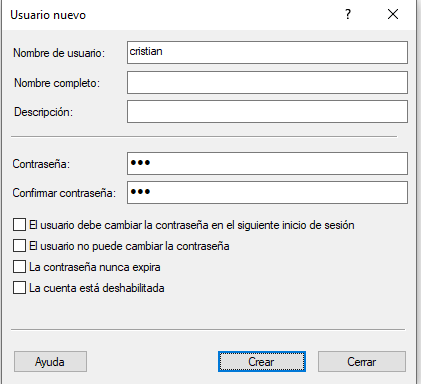 Usuario nuevo ?
Nombre de usuario: cristian
Nombre completo:
Descripción:
Contraseña: ●●●
Confirmar contraseña: ●●●
El usuario debe cambiar la contraseña en el siguiente inicio de sesión
El usuario no puede cambiar la contraseña
La contraseña nunca expira
La cuenta está deshabilitada
Ayuda Crear Cerrar